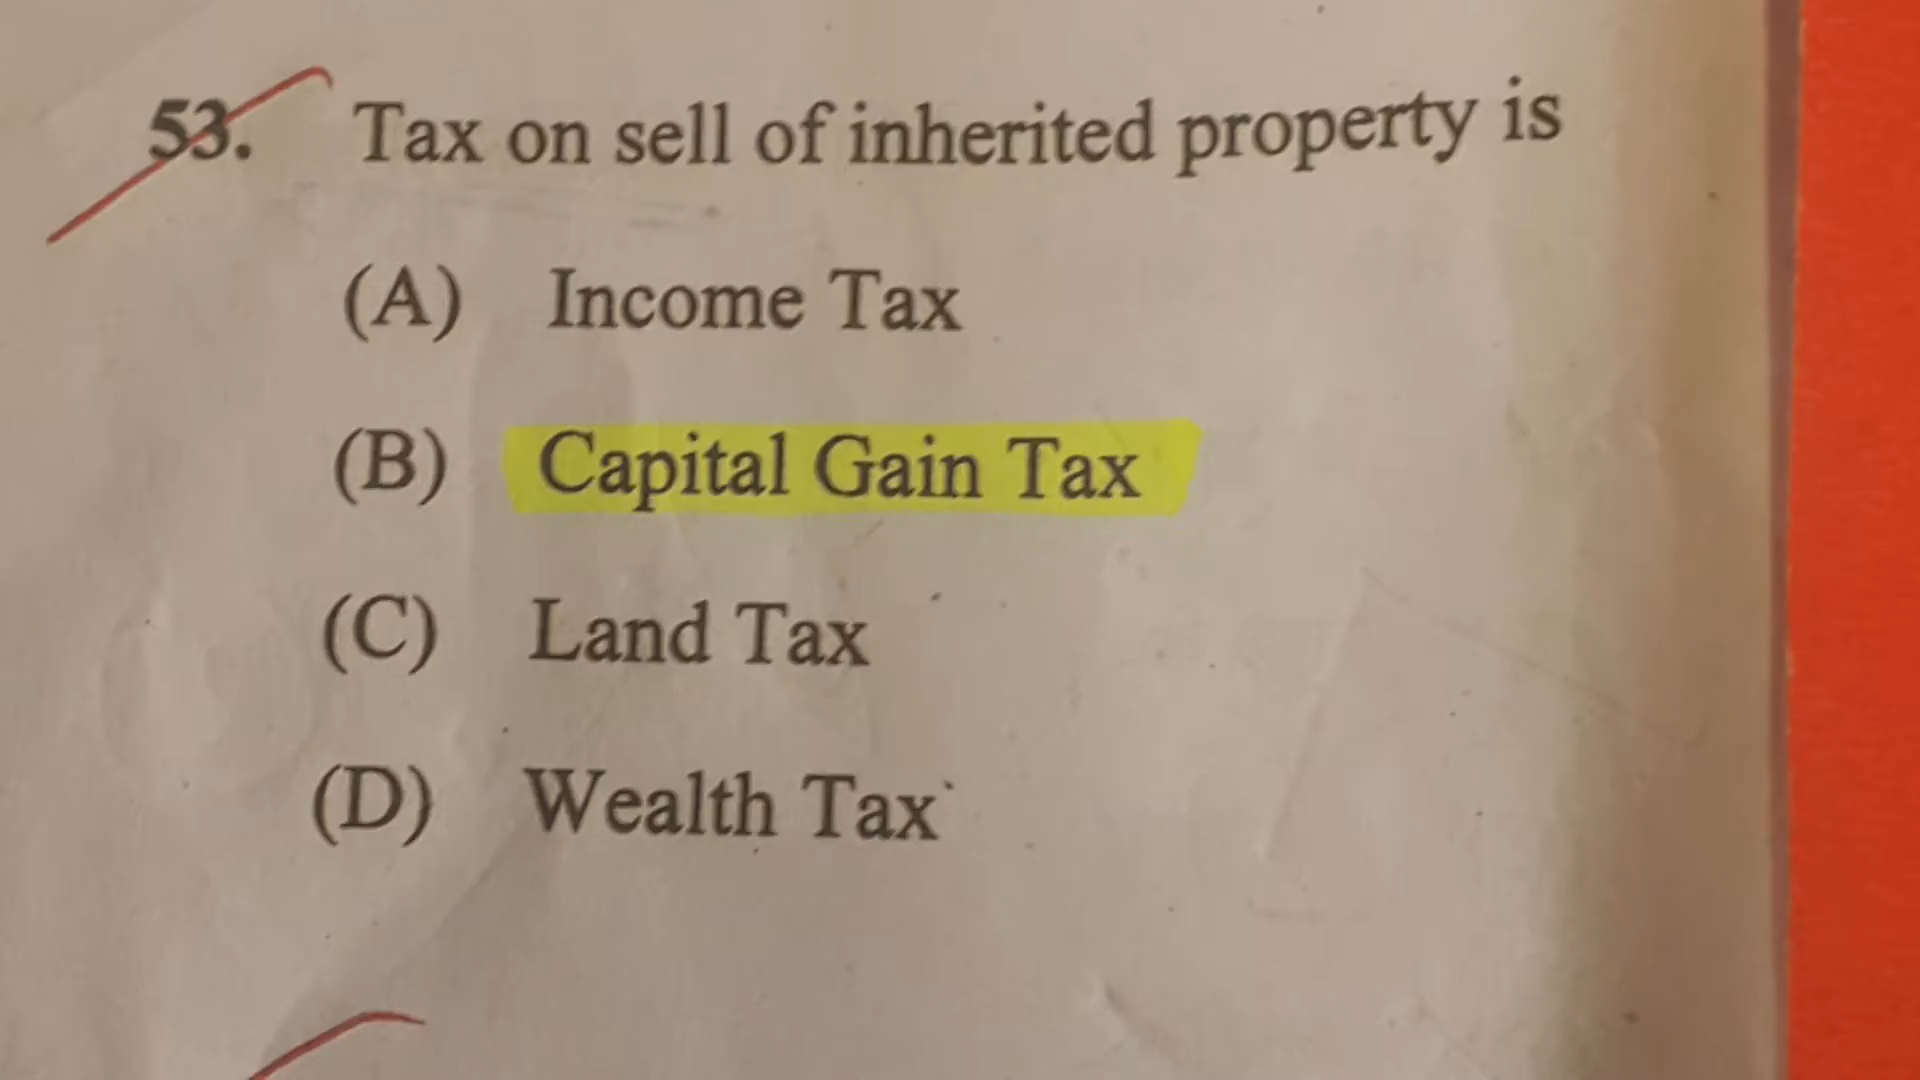 53. Tax on sell of inherited property is
(A) Income Tax
(B) Capital Gain Tax
(C) Land Tax
(D) Wealth Tax